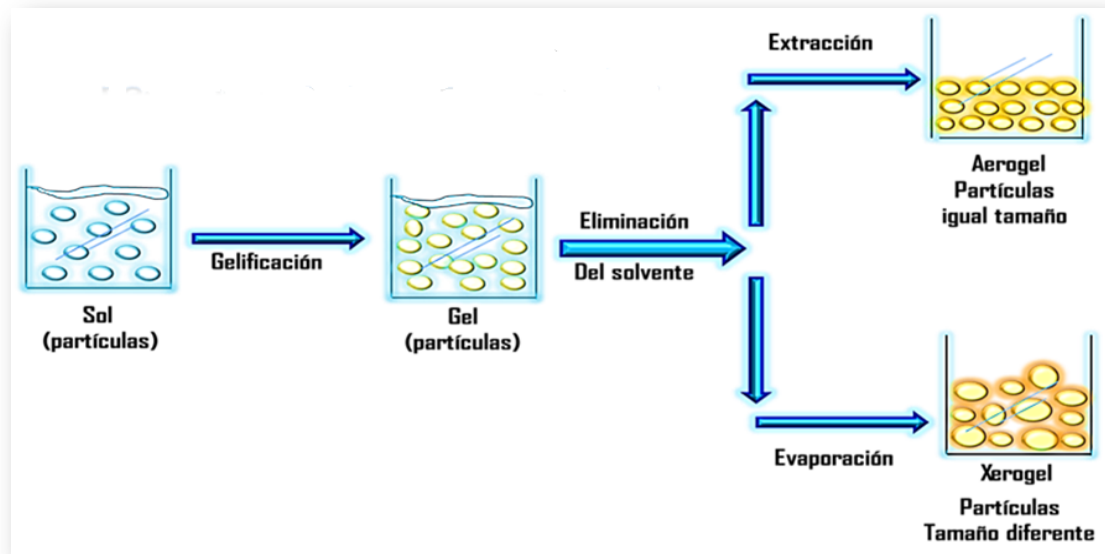 Sol
(partículas)
Gelificación
Gel
(partículas)
Eliminación
Del solvente
Extracción
Aerogel
Partículas
igual tamaño
Evaporación
Xerogel
Partículas
Tamaño diferente